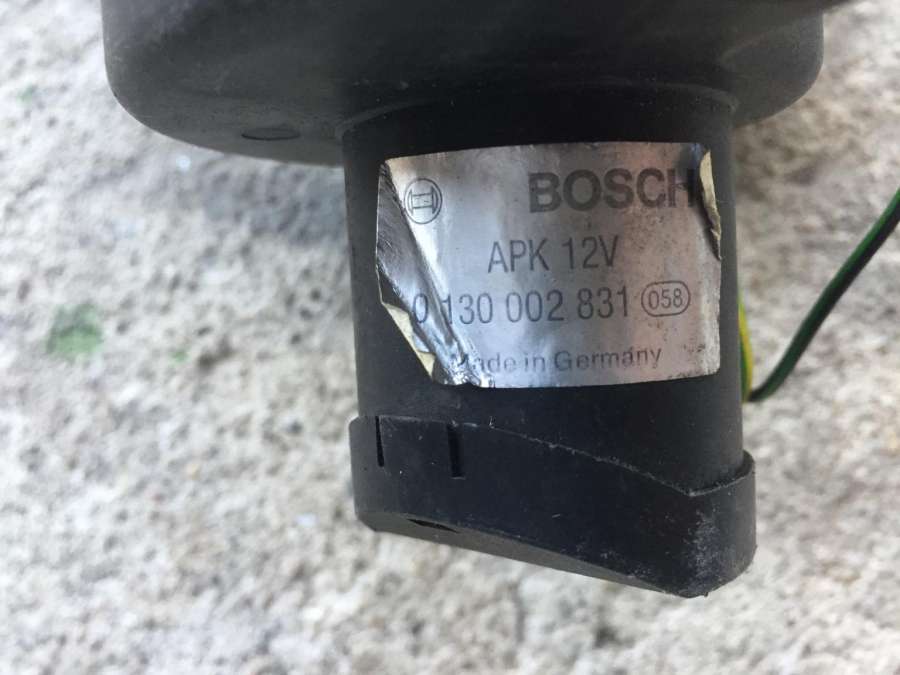 BOSCH
APK 12V
0 130 002 831 058
Made in Germany